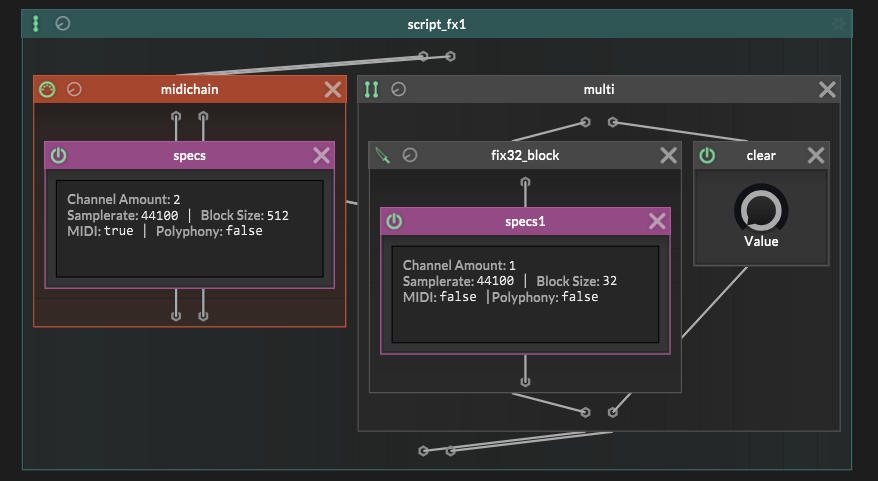 script_fx1
midichain
specs
Channel Amount: 2
Samplerate: 44100 | Block Size: 512
MIDI: true | Polyphony: false
multi
fix32_block
specs1
Channel Amount: 1
Samplerate: 44100 | Block Size: 32
MIDI: false |Polyphony: false
clear
Value